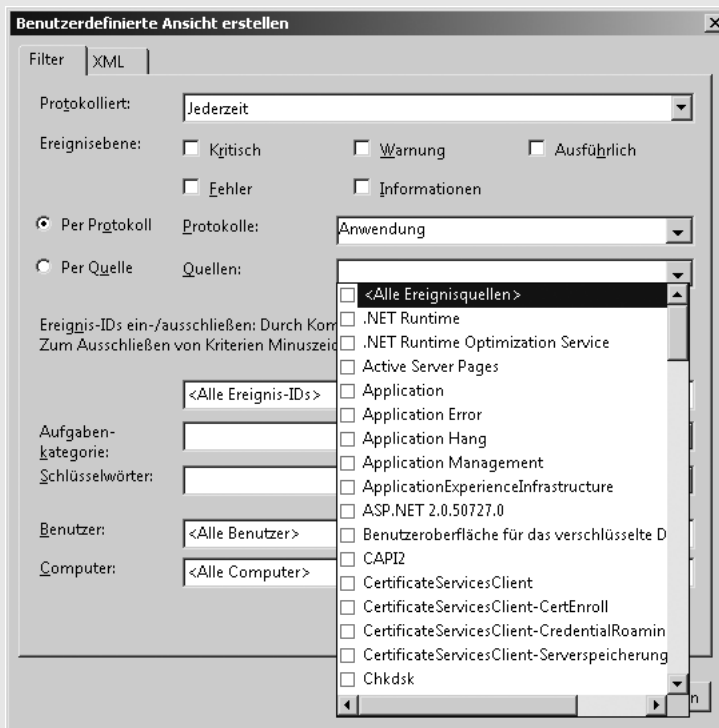 Benutzerdefinierte Ansicht erstellen
Filter XML
Protokolliert: Jederzeit
Ereignisebene: Kritisch Warnung Ausführlich
Fehler Informationen
Per Protokoll Protokolle: Anwendung
Per Quelle Quellen:
<Alle Ereignisquellen>
.NET Runtime
.NET Runtime Optimization Service
Active Server Pages
Application
Application Error
Application Hang
Application Management
ApplicationExperienceInfrastructure
ASP.NET 2.0.50727.0
Benutzeroberfläche für das verschlüsselte D
CAPI2
CertificateServicesClient
CertificateServicesClient-CertEnroll
CertificateServicesClient-CredentialRoamin
CertificateServicesClient-Serverspeicherung
Chkdsk
Ereignis-IDs ein-/ausschließen: Durch Kom
Zum Ausschließen von Kriterien Minuszeic
<Alle Ereignis-IDs>
Aufgaben-
kategorie:
Schlüsselwörter:
Benutzer: <Alle Benutzer>
Computer: <Alle Computer>
n